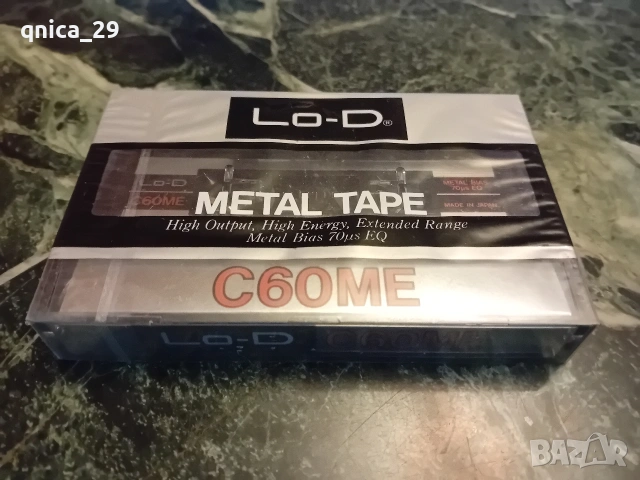 qnica_29
Lo-D®
Lo-D
C60ME
METAL BIAS
70μs EQ
MADE IN JAPAN
METAL TAPE
High Output, High Energy, Extended Range
Metal Bias 70μs EQ
C60ME
Lo-D
C60ME
BAZAR